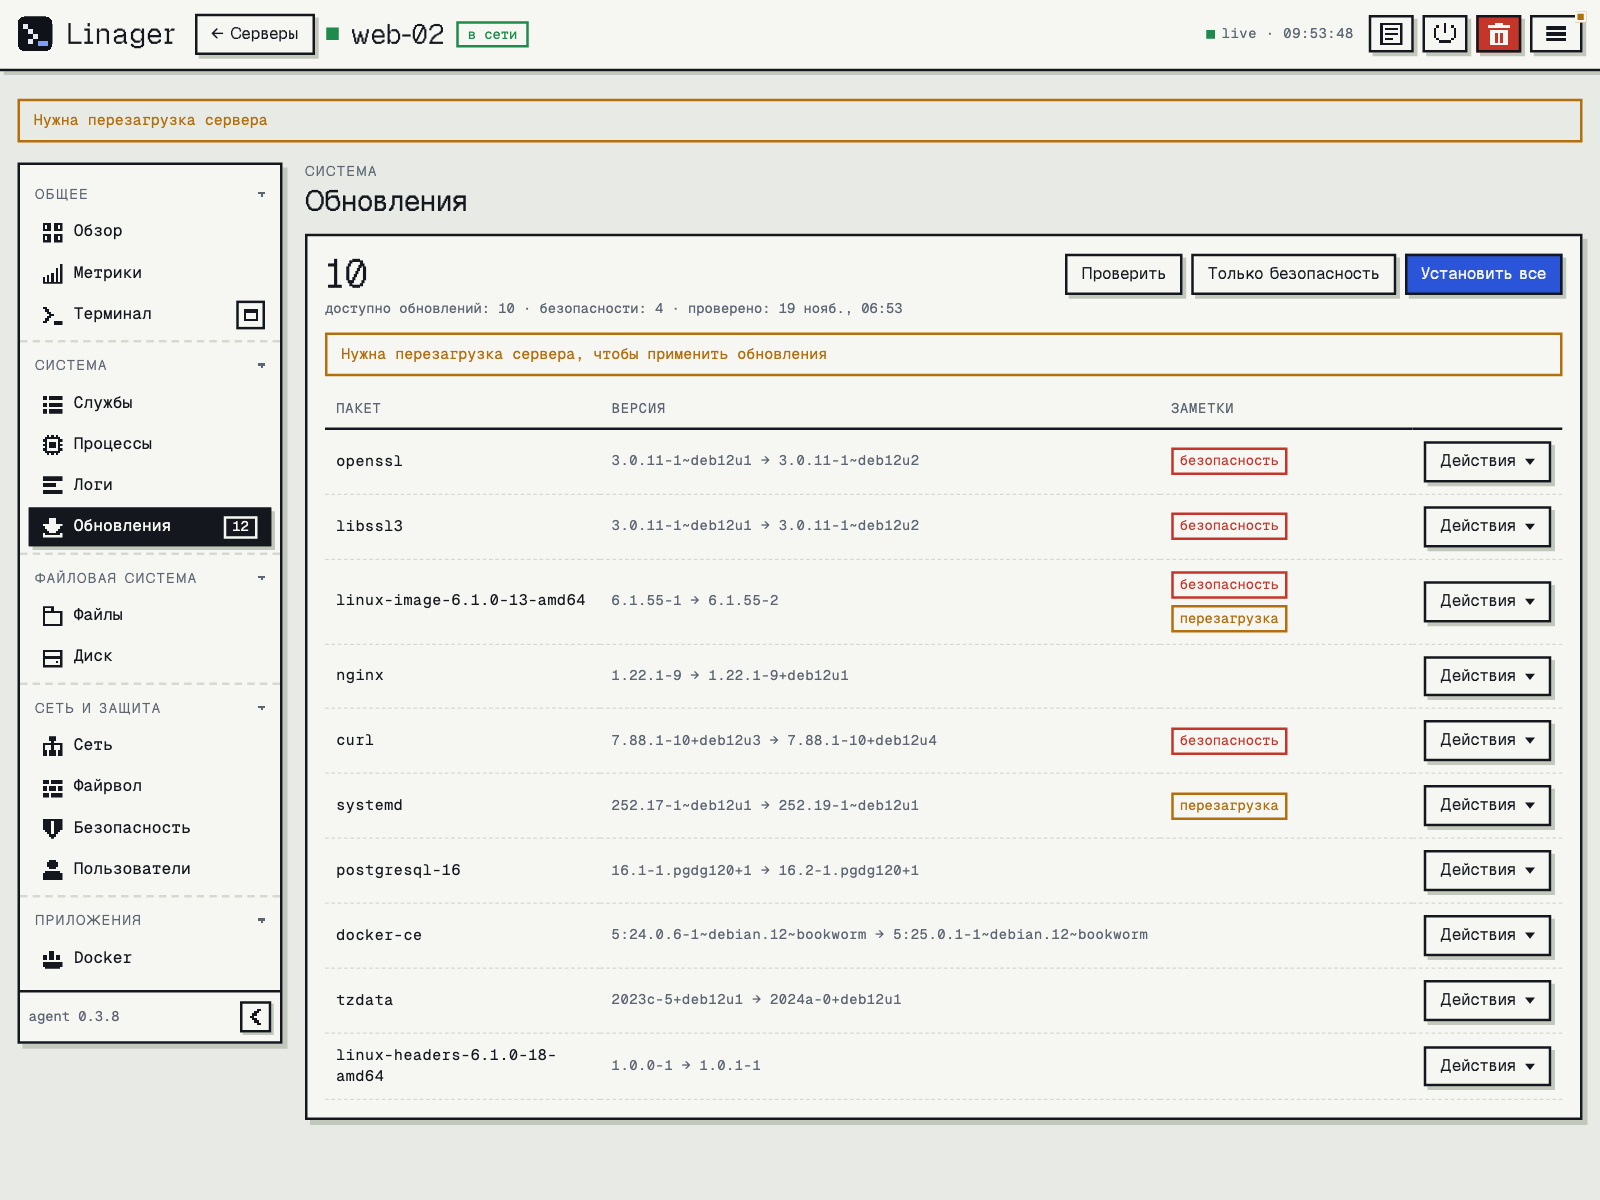 Linager
← Серверы
web-02
в сети
live · 09:53:48
Нужна перезагрузка сервера
ОБЩЕЕ
Обзор
Метрики
Терминал
СИСТЕМА
Службы
Процессы
Логи
Обновления 12
ФАЙЛОВАЯ СИСТЕМА
Файлы
Диск
СЕТЬ И ЗАЩИТА
Сеть
Файрвол
Безопасность
Пользователи
ПРИЛОЖЕНИЯ
Docker
agent 0.3.8
СИСТЕМА
Обновления
10
доступно обновлений: 10 · безопасности: 4 · проверено: 19 нояб., 06:53
Проверить
Только безопасность
Установить все
Нужна перезагрузка сервера, чтобы применить обновления
ПАКЕТ ВЕРСИЯ ЗАМЕТКИ
openssl 3.0.11-1~deb12u1 → 3.0.11-1~deb12u2 безопасность Действия
libssl3 3.0.11-1~deb12u1 → 3.0.11-1~deb12u2 безопасность Действия
linux-image-6.1.0-13-amd64 6.1.55-1 → 6.1.55-2 безопасность Действия
перезагрузка
nginx 1.22.1-9 → 1.22.1-9+deb12u1 Действия
curl 7.88.1-10+deb12u3 → 7.88.1-10+deb12u4 безопасность Действия
systemd 252.17-1~deb12u1 → 252.19-1~deb12u1 перезагрузка Действия
postgresql-16 16.1-1.pgdg120+1 → 16.2-1.pgdg120+1 Действия
docker-ce 5:24.0.6-1~debian.12~bookworm → 5:25.0.1-1~debian.12~bookworm Действия
tzdata 2023c-5+deb12u1 → 2024a-0+deb12u1 Действия
linux-headers-6.1.0-18-
amd64 1.0.0-1 → 1.0.1-1 Действия